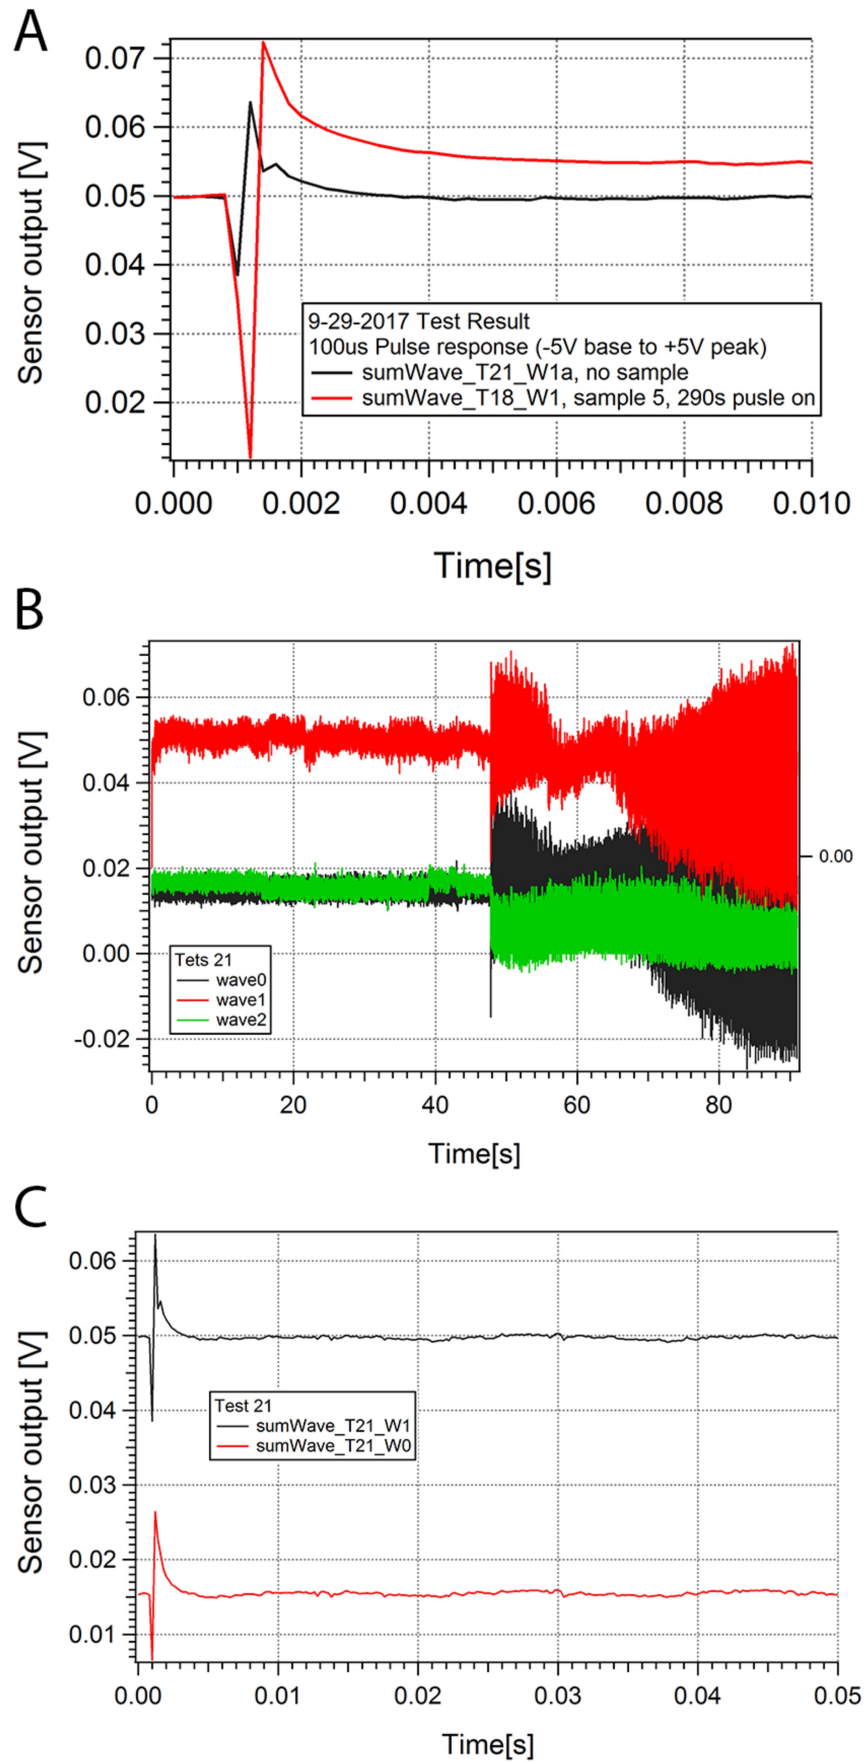 A
Sensor output [V]
0.07
0.06
0.05
0.04
0.03
0.02
9-29-2017 Test Result
100us Pulse response (-5V base to +5V peak)
sumWave_T21_W1a, no sample
sumWave_T18_W1, sample 5, 290s pusle on
0.000 0.002 0.004 0.006 0.008 0.010
Time[s]
B
Sensor output [V]
0.06
0.04
0.02
0.00
0.00
-0.02
Tets 21
wave0
wave1
wave2
0 20 40 60 80
Time[s]
C
Sensor output [V]
0.06
0.05
0.04
0.03
0.02
0.01
Test 21
sumWave_T21_W1
sumWave_T21_W0
0.00 0.01 0.02 0.03 0.04 0.05
Time[s]